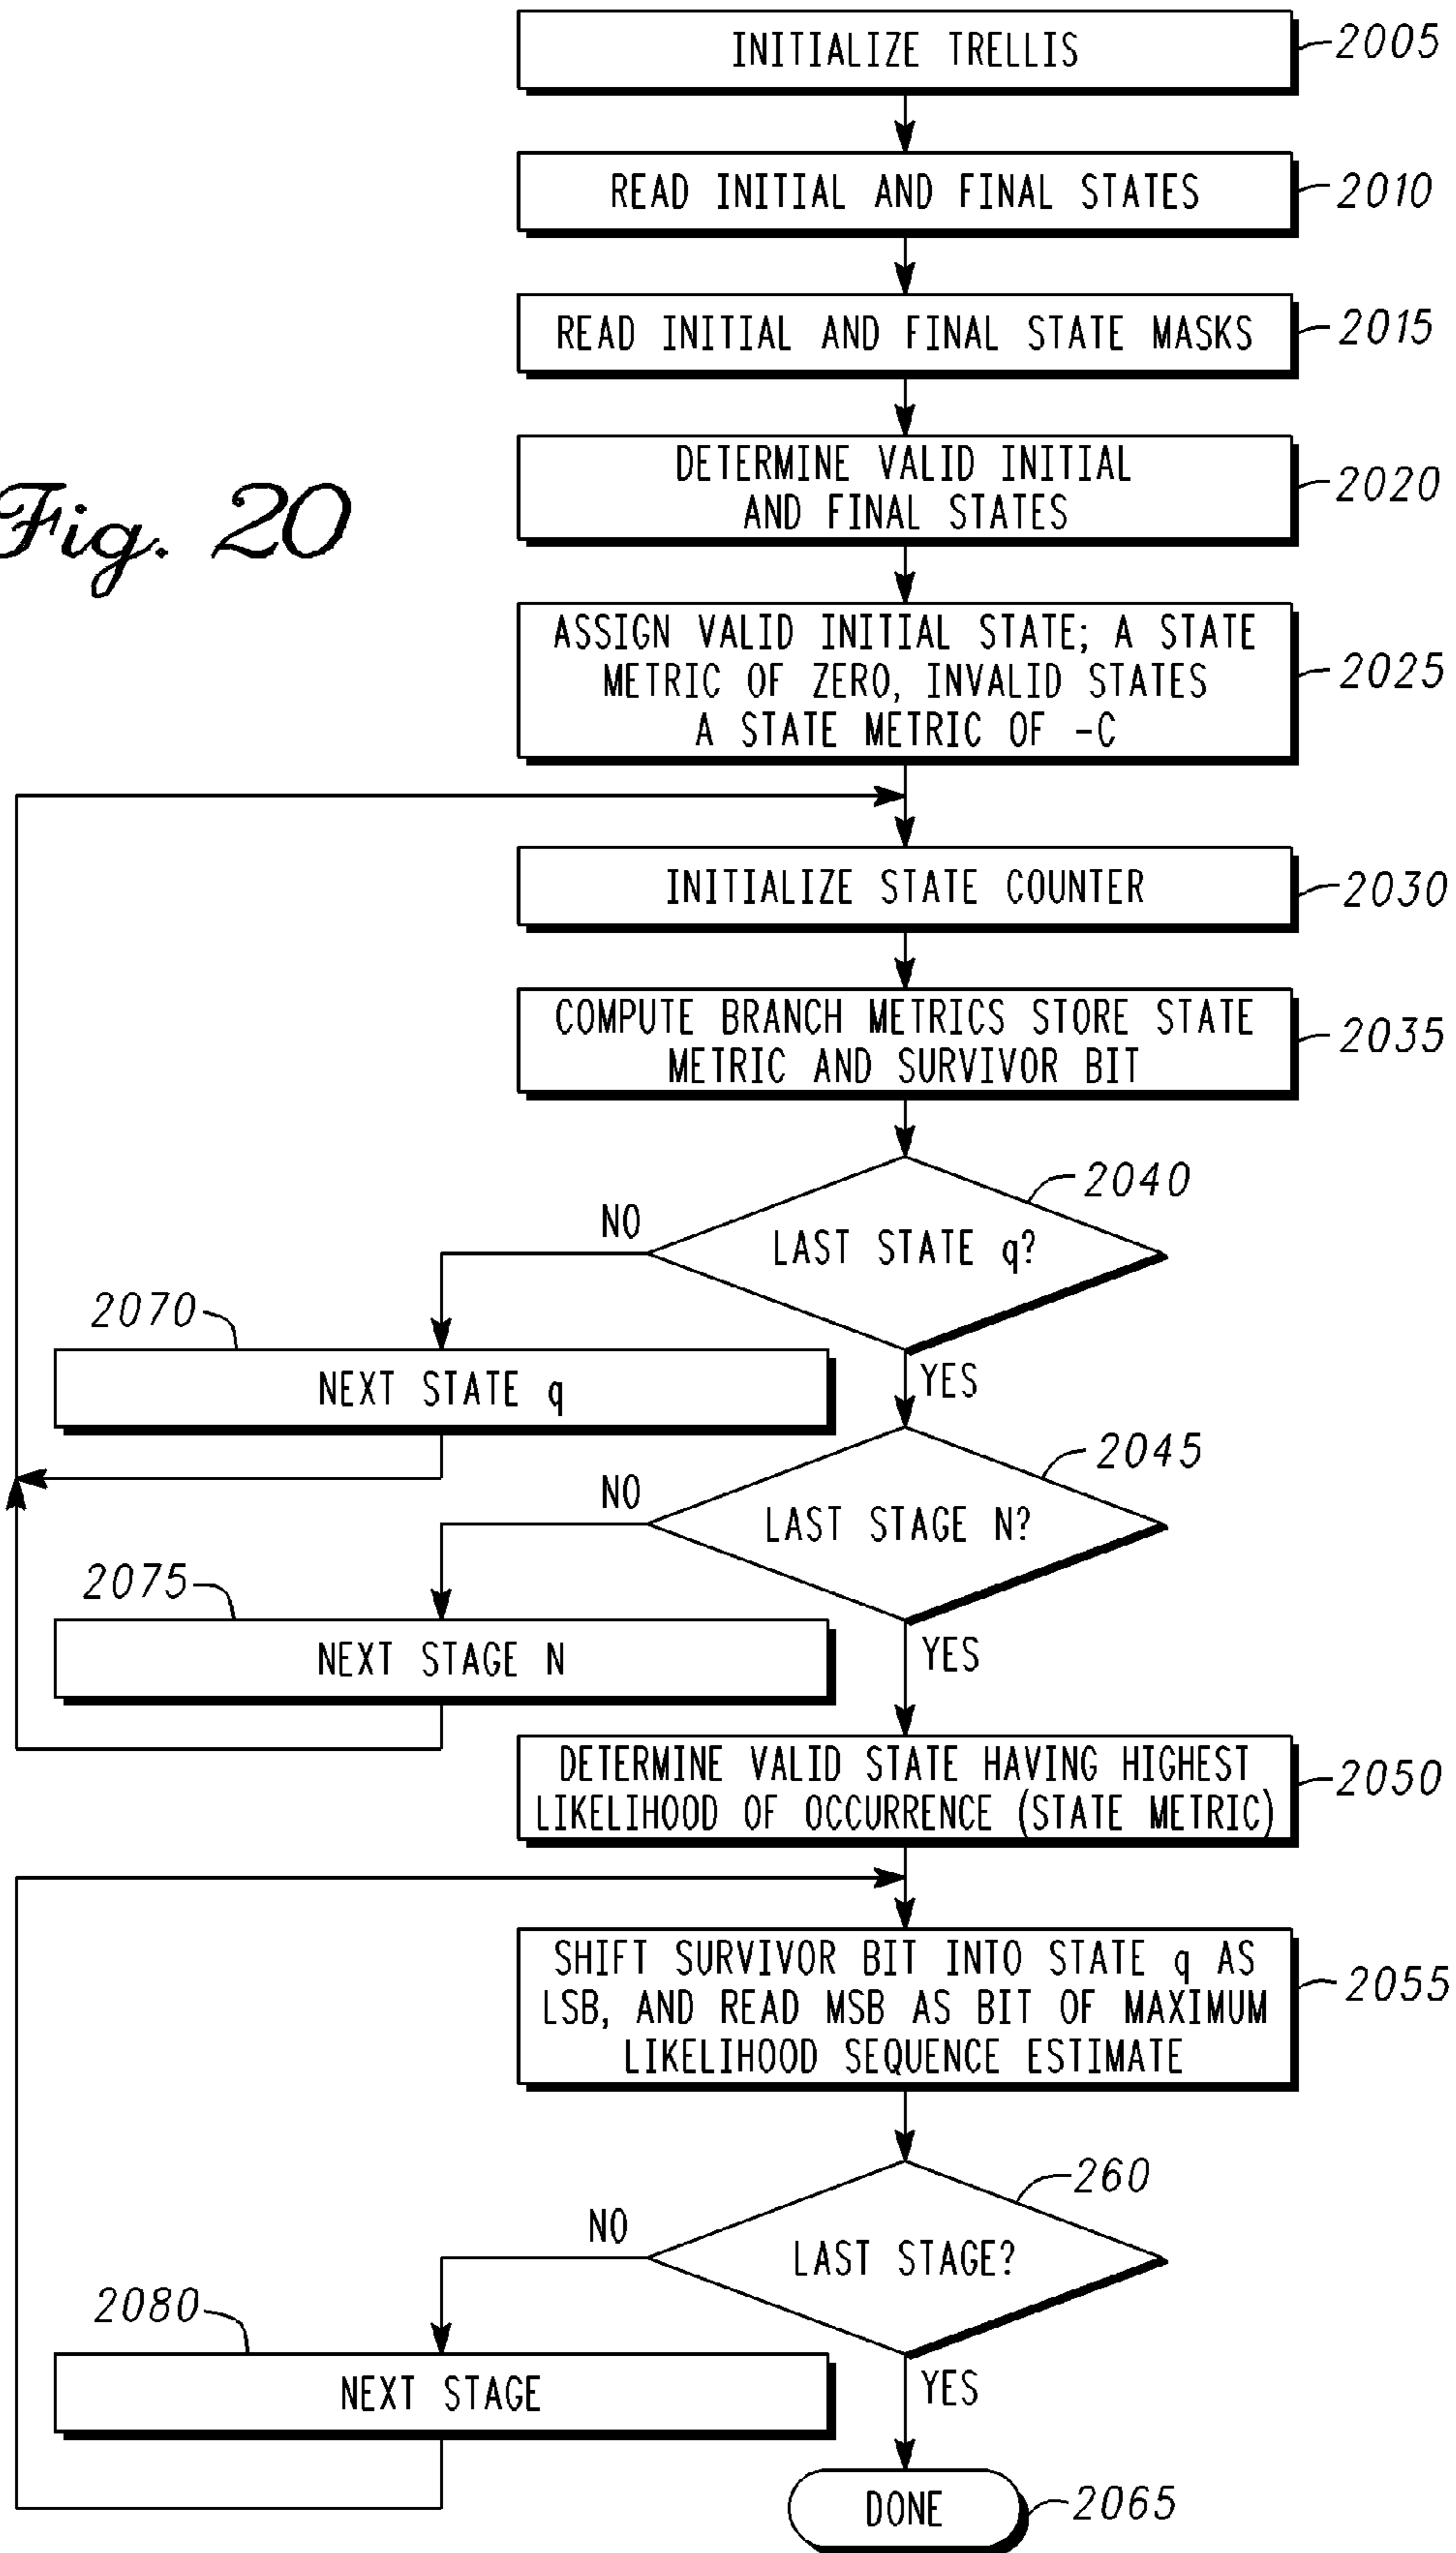 INITIALIZE TRELLIS
2005
READ INITIAL AND FINAL STATES
2010
READ INITIAL AND FINAL STATE MASKS
2015
Fig. 20
DETERMINE VALID INITIAL
AND FINAL STATES
2020
ASSIGN VALID INITIAL STATE; A STATE
METRIC OF ZERO, INVALID STATES
A STATE METRIC OF -C
2025
INITIALIZE STATE COUNTER
2030
COMPUTE BRANCH METRICS STORE STATE
METRIC AND SURVIVOR BIT
2035
LAST STATE q?
2040
NO
YES
2070
NEXT STATE q
LAST STAGE N?
2045
NO
YES
2075
NEXT STAGE N
DETERMINE VALID STATE HAVING HIGHEST
LIKELIHOOD OF OCCURRENCE (STATE METRIC)
2050
SHIFT SURVIVOR BIT INTO STATE q AS
LSB, AND READ MSB AS BIT OF MAXIMUM
LIKELIHOOD SEQUENCE ESTIMATE
2055
LAST STAGE?
260
NO
YES
2080
NEXT STAGE
DONE
2065